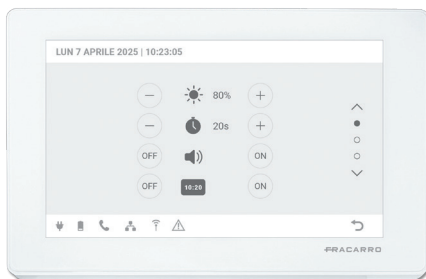 LUN 7 APRILE 2025 | 10:23:05
− 80% +
− 20s +
OFF ON
OFF 10:20 ON
FRACARRO